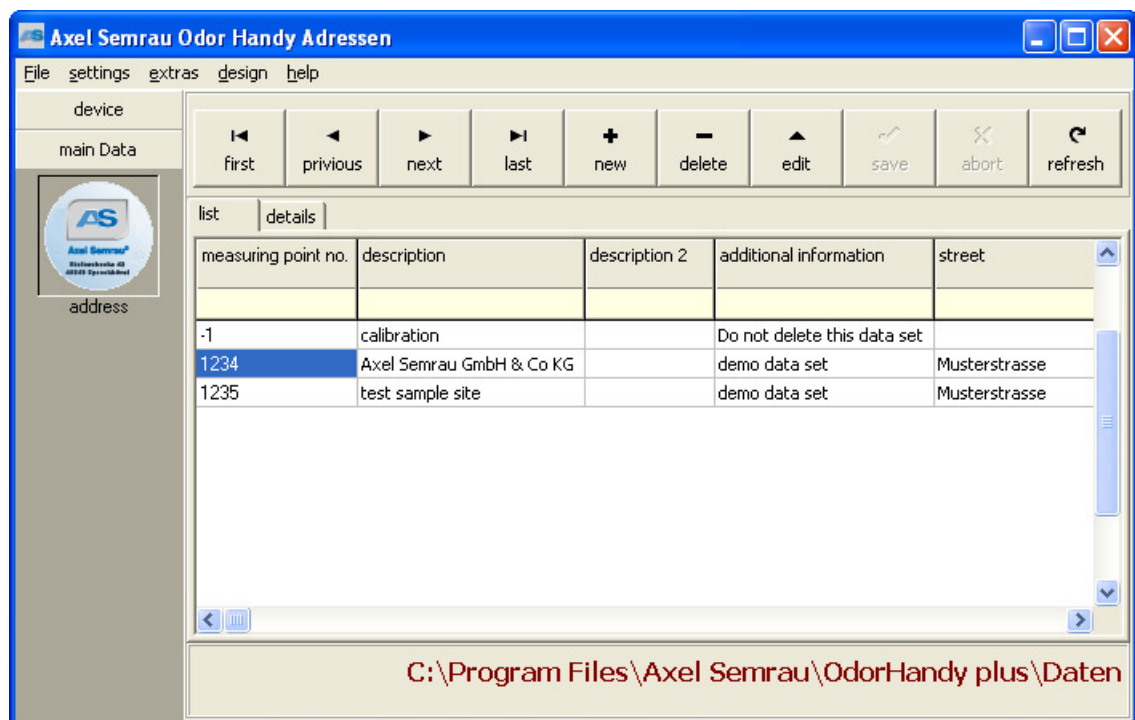 Axel Semrau Odor Handy Adressen
File settings extras design help
device
main Data
first privious next last new delete edit save abort refresh
AS
Axel Semrau®
address
list details
measuring point no. description description 2 additional information street
-1 calibration Do not delete this data set
1234 Axel Semrau GmbH & Co KG demo data set Musterstrasse
1235 test sample site demo data set Musterstrasse
C:\Program Files\Axel Semrau\OdorHandy plus\Daten